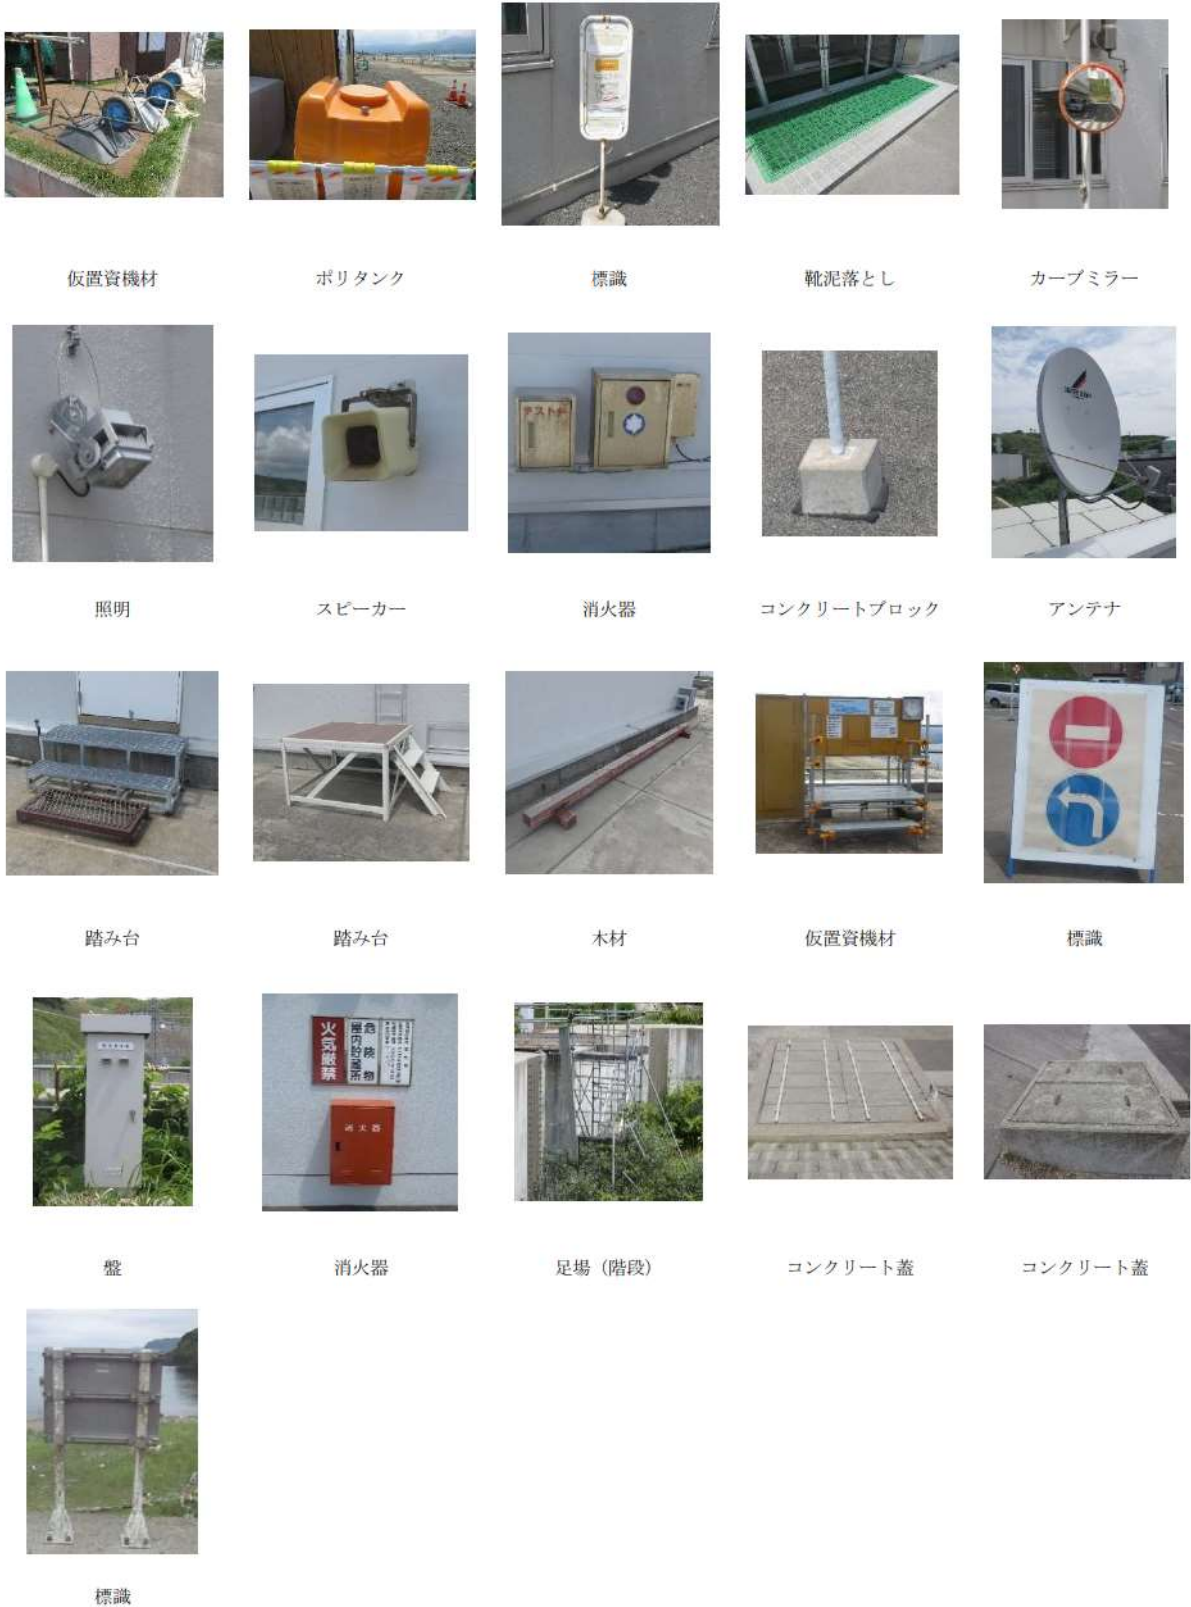 仮置資機材
ポリタンク
標識
靴泥落とし
カーブミラー
照明
スピーカー
消火器
コンクリートブロック
アンテナ
踏み台
踏み台
木材
仮置資機材
標識
火気厳禁
危険物
屋内貯蔵所
消火器
盤
消火器
足場（階段）
コンクリート蓋
コンクリート蓋
標識